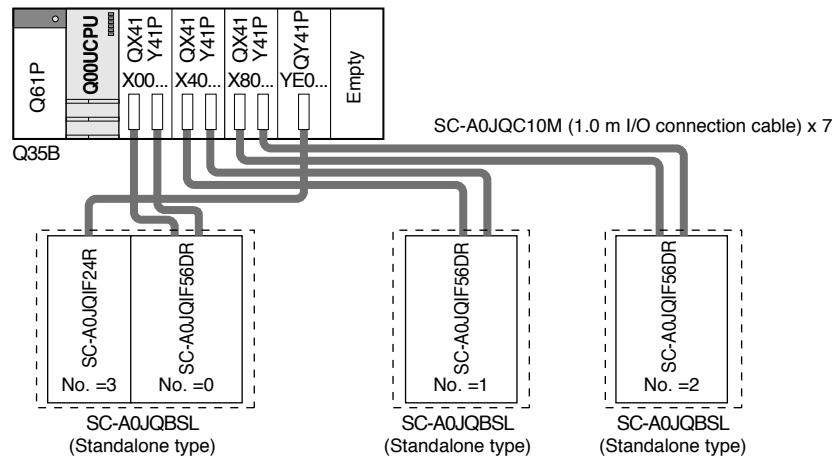 Q61P
Q00UCPU
QX41
Y41P
X00...
QX41
Y41P
X40...
QX41
Y41P
X80...
QY41P
YE0...
Empty
Q35B
SC-A0JQC10M (1.0 m I/O connection cable) x 7
SC-A0JQIF24R
No. =3
SC-A0JQIF56DR
No. =0
SC-A0JQIF56DR
No. =1
SC-A0JQIF56DR
No. =2
SC-A0JQBSL
(Standalone type)
SC-A0JQBSL
(Standalone type)
SC-A0JQBSL
(Standalone type)